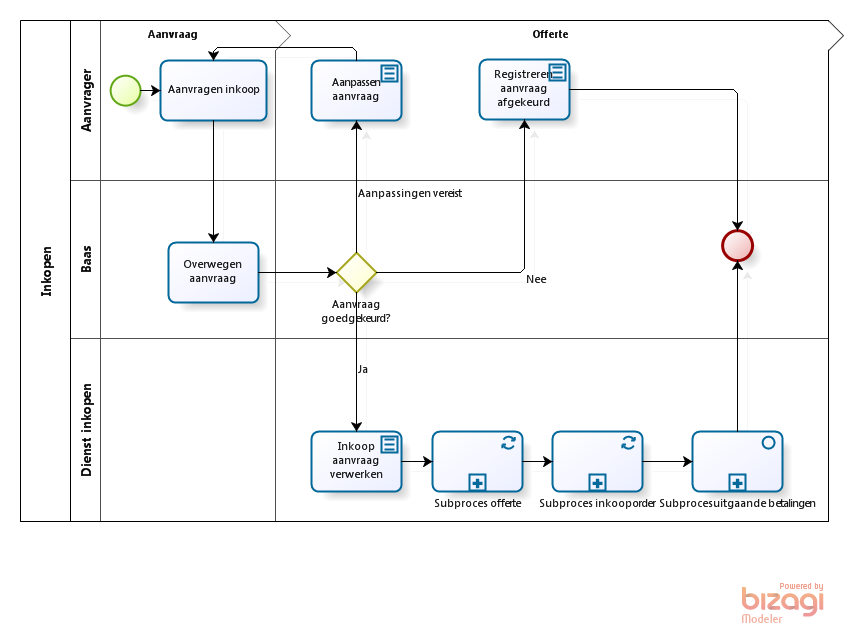 Aanvraag
Offerte
Inkopen
Aanvrager
Aanvragen inkoop
Aanpassen
aanvraag
Registreren
aanvraag
afgekeurd
Aanpassingen vereist
Baas
Overwegen
aanvraag
Aanvraag
goedgekeurd?
Nee
Ja
Dienst inkopen
Inkoop
aanvraag
verwerken
Subproces offerte
Subproces inkooporder
Subprocesuitgaande betalingen
Powered by
bizagi
Modeler